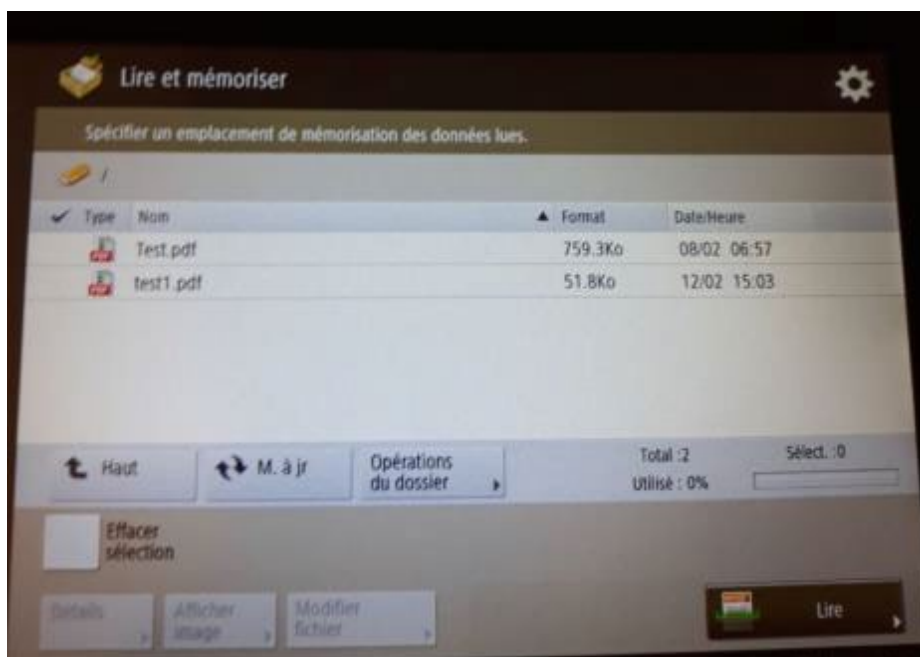 Lire et mémoriser
Spécifier un emplacement de mémorisation des données lues.
/
Type Nom ▲ Format Date/Heure
PDF Test.pdf 759.3Ko 08/02 06:57
PDF test1.pdf 51.8Ko 12/02 15:03
Haut
M. à jr
Opérations
du dossier
Total :2
Sélect. :0
Utilisé : 0%
Effacer
sélection
Détails
Afficher
image
Modifier
fichier
Lire